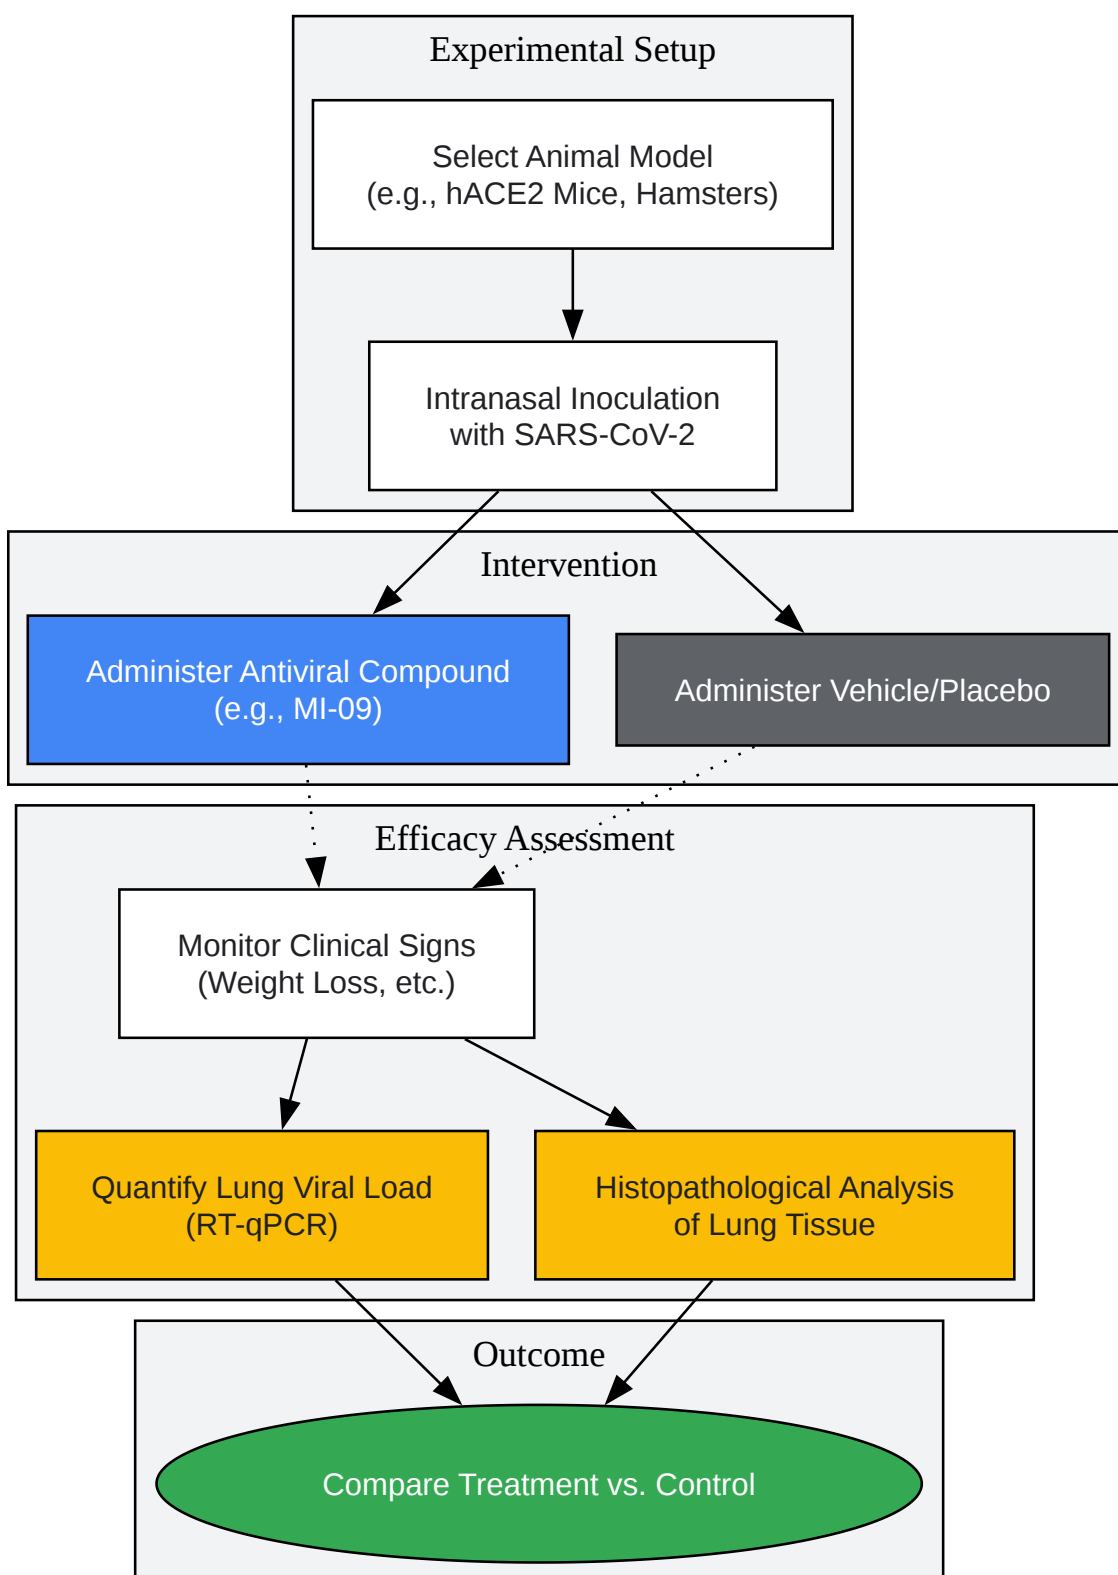 Experimental Setup
Select Animal Model
(e.g., hACE2 Mice, Hamsters)
Intranasal Inoculation
with SARS-CoV-2
Intervention
Administer Antiviral Compound
(e.g., MI-09)
Administer Vehicle/Placebo
Efficacy Assessment
Monitor Clinical Signs
(Weight Loss, etc.)
Quantify Lung Viral Load
(RT-qPCR)
Histopathological Analysis
of Lung Tissue
Outcome
Compare Treatment vs. Control